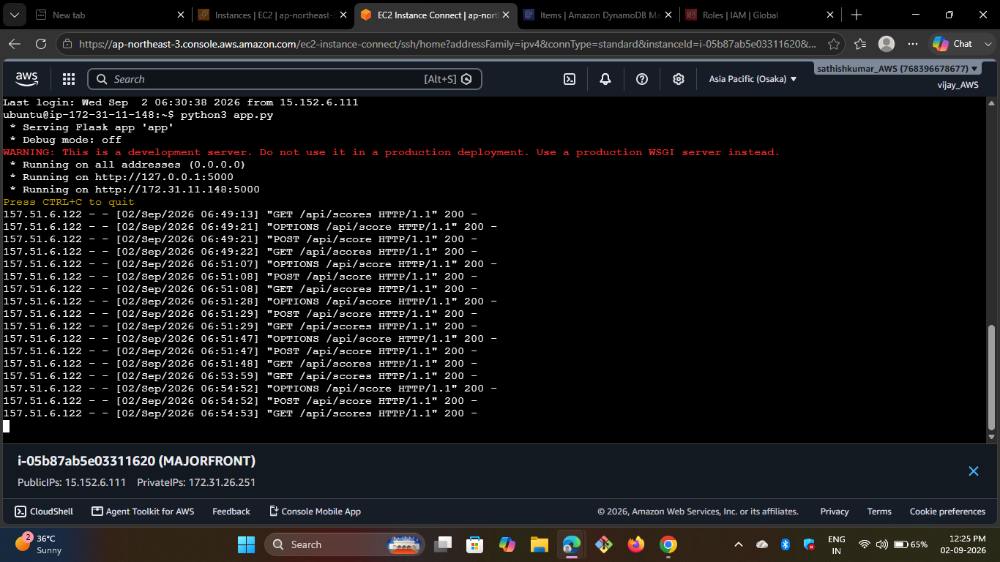 New tab
Instances | EC2 | ap-northeast-3
EC2 Instance Connect | ap-nort
Items | Amazon DynamoDB Ma
Roles | IAM | Global
https://ap-northeast-3.console.aws.amazon.com/ec2-instance-connect/ssh/home?addressFamily=ipv4&connType=standard&instanceId=i-05b87ab5e03311620&...
Chat
aws
Search
[Alt+S]
Asia Pacific (Osaka)
sathishkumar_AWS (768396678677)
vijay_AWS
Last login: Wed Sep  2 06:30:38 2026 from 15.152.6.111
ubuntu@ip-172-31-11-148:~$ python3 app.py
 * Serving Flask app 'app'
 * Debug mode: off
WARNING: This is a development server. Do not use it in a production deployment. Use a production WSGI server instead.
 * Running on all addresses (0.0.0.0)
 * Running on http://127.0.0.1:5000
 * Running on http://172.31.11.148:5000
Press CTRL+C to quit
157.51.6.122 - - [02/Sep/2026 06:49:13] "GET /api/scores HTTP/1.1" 200 -
157.51.6.122 - - [02/Sep/2026 06:49:21] "OPTIONS /api/score HTTP/1.1" 200 -
157.51.6.122 - - [02/Sep/2026 06:49:21] "POST /api/score HTTP/1.1" 200 -
157.51.6.122 - - [02/Sep/2026 06:49:22] "GET /api/scores HTTP/1.1" 200 -
157.51.6.122 - - [02/Sep/2026 06:51:07] "OPTIONS /api/score HTTP/1.1" 200 -
157.51.6.122 - - [02/Sep/2026 06:51:08] "POST /api/score HTTP/1.1" 200 -
157.51.6.122 - - [02/Sep/2026 06:51:08] "GET /api/scores HTTP/1.1" 200 -
157.51.6.122 - - [02/Sep/2026 06:51:28] "OPTIONS /api/score HTTP/1.1" 200 -
157.51.6.122 - - [02/Sep/2026 06:51:29] "POST /api/score HTTP/1.1" 200 -
157.51.6.122 - - [02/Sep/2026 06:51:29] "GET /api/scores HTTP/1.1" 200 -
157.51.6.122 - - [02/Sep/2026 06:51:47] "OPTIONS /api/score HTTP/1.1" 200 -
157.51.6.122 - - [02/Sep/2026 06:51:47] "POST /api/score HTTP/1.1" 200 -
157.51.6.122 - - [02/Sep/2026 06:51:48] "GET /api/scores HTTP/1.1" 200 -
157.51.6.122 - - [02/Sep/2026 06:53:59] "GET /api/scores HTTP/1.1" 200 -
157.51.6.122 - - [02/Sep/2026 06:54:52] "OPTIONS /api/score HTTP/1.1" 200 -
157.51.6.122 - - [02/Sep/2026 06:54:52] "POST /api/score HTTP/1.1" 200 -
157.51.6.122 - - [02/Sep/2026 06:54:53] "GET /api/scores HTTP/1.1" 200 -
i-05b87ab5e03311620 (MAJORFRONT)
PublicIPs: 15.152.6.111    PrivateIPs: 172.31.26.251
CloudShell
Agent Toolkit for AWS
Feedback
Console Mobile App
© 2026, Amazon Web Services, Inc. or its affiliates.
Privacy
Terms
Cookie preferences
2
36°C
Sunny
Search
ENG
IN
65%
12:25 PM
02-09-2026